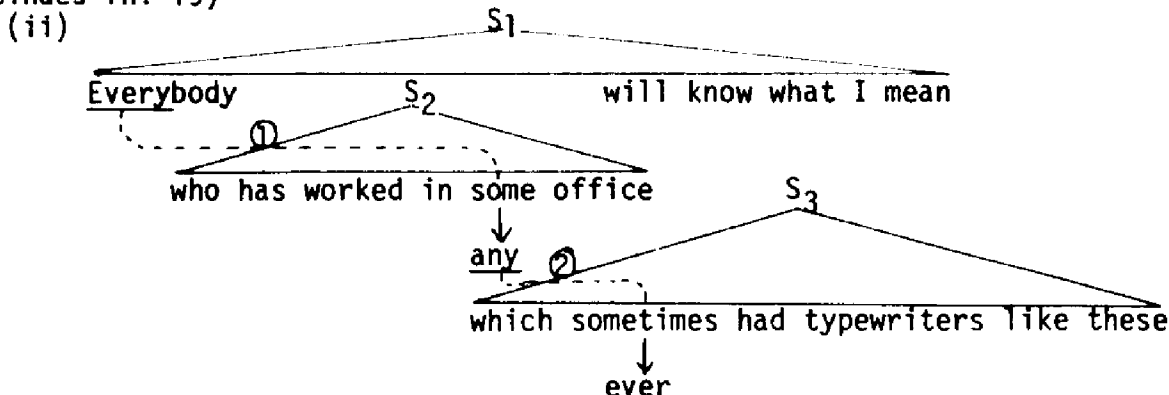 (ii)
S1
Everybody S2 will know what I mean
1
who has worked in some office
S3
any 2
which sometimes had typewriters like these
ever